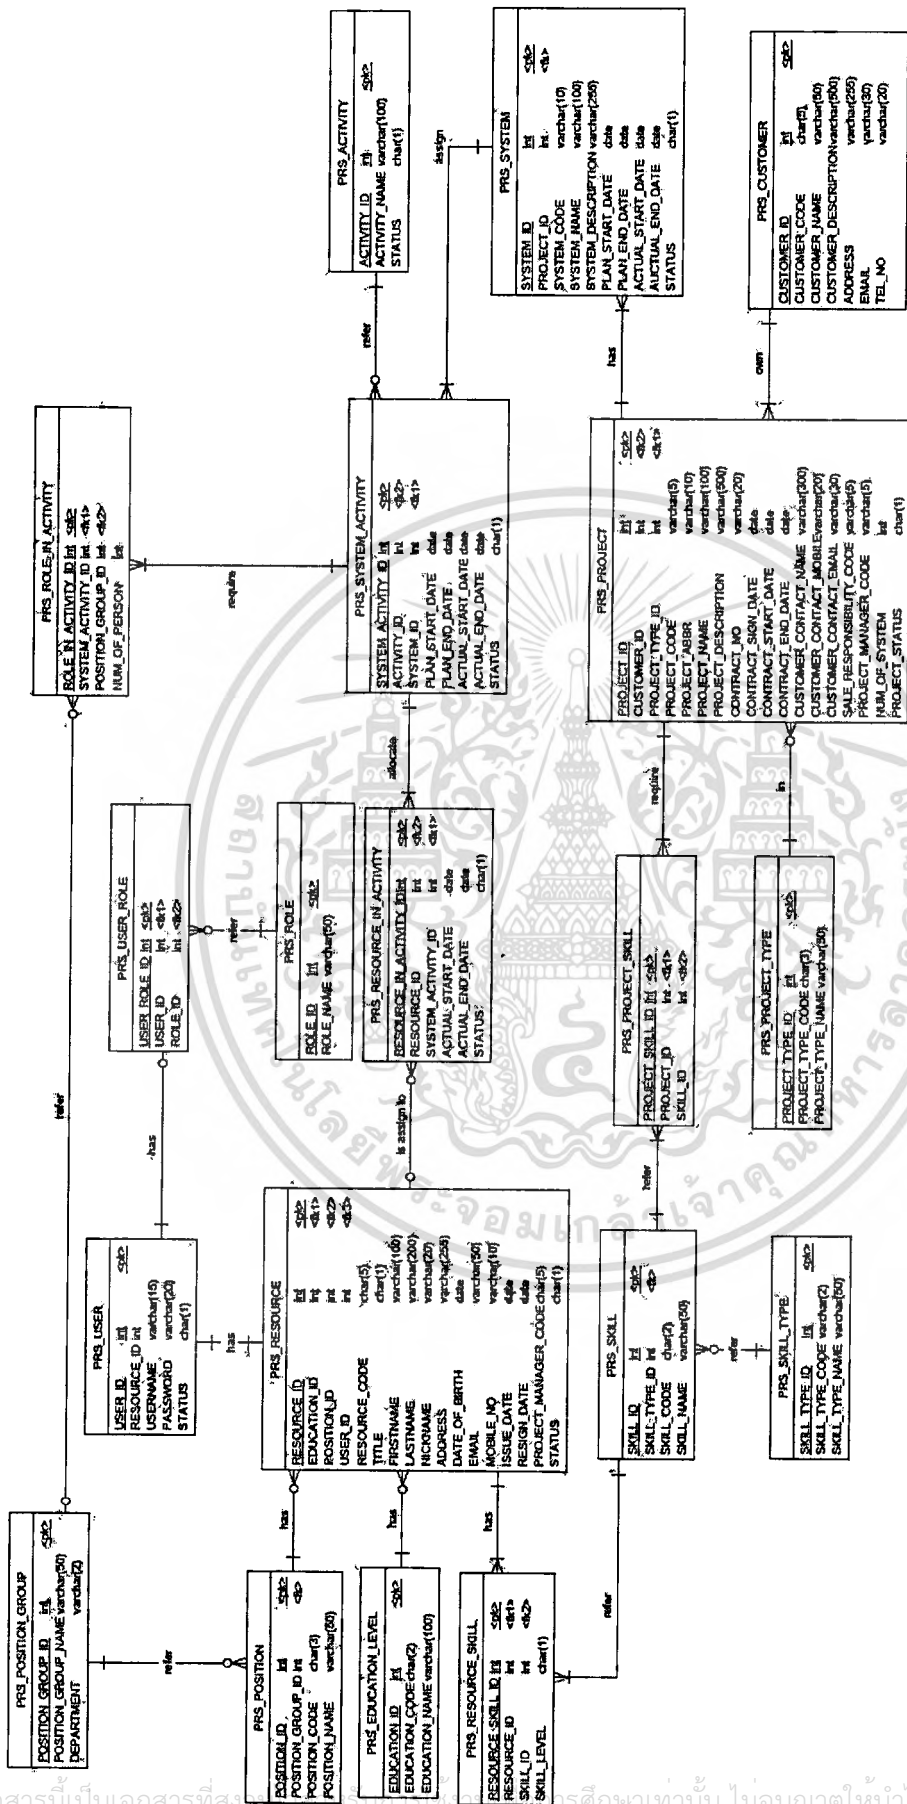 PRS_POSITION_GROUP
POSITION_GROUP_ID int <pk>
POSITION_GROUP_NAME varchar(50)
DEPARTMENT varchar(2)
refer
PRS_ROLE_IN_ACTIVITY
ROLE_IN_ACTIVITY_ID int <pk>
SYSTEM_ACTIVITY_ID int <fk1>
POSITION_GROUP_ID int <fk2>
NUM_OF_PERSON int
PRS_USER
USER_ID int <pk>
RESOURCE_ID int
USERNAME varchar(15)
PASSWORD varchar(20)
STATUS char(1)
has
PRS_USER_ROLE
USER_ROLE_ID int <pk>
USER_ID int <fk1>
ROLE_ID int <fk2>
refer
PRS_ROLE
ROLE_ID int <pk>
ROLE_NAME varchar(50)
require
refer
has
PRS_ACTIVITY
ACTIVITY_ID int <pk>
ACTIVITY_NAME varchar(100)
STATUS char(1)
refer
PRS_POSITION
POSITION_ID int <pk>
POSITION_GROUP_ID int <fk>
POSITION_CODE char(3)
POSITION_NAME varchar(50)
has
PRS_RESOURCE
RESOURCE_ID int <pk>
EDUCATION_ID int <fk1>
POSITION_ID int <fk2>
USER_ID int <fk3>
RESOURCE_CODE char(5)
TITLE char(1)
FIRSTNAME varchar(100)
LASTNAME varchar(200)
NICKNAME varchar(20)
ADDRESS varchar(255)
DATE_OF_BIRTH date
EMAIL varchar(50)
MOBILE_NO varchar(10)
ISSUE_DATE date
RESIGN_DATE date
PROJECT_MANAGER_CODE char(5)
STATUS char(1)
is assign to
PRS_RESOURCE_IN_ACTIVITY
RESOURCE_IN_ACTIVITY_ID int <pk>
RESOURCE_ID int <fk2>
SYSTEM_ACTIVITY_ID int <fk1>
ACTUAL_START_DATE date
ACTUAL_END_DATE date
STATUS char(1)
allocate
PRS_SYSTEM_ACTIVITY
SYSTEM_ACTIVITY_ID int <pk>
ACTIVITY_ID int <fk2>
SYSTEM_ID int <fk1>
PLAN_START_DATE date
PLAN_END_DATE date
ACTUAL_START_DATE date
ACTUAL_END_DATE date
STATUS char(1)
assign
PRS_EDUCATION_LEVEL
EDUCATION_ID int <pk>
EDUCATION_CODE char(2)
EDUCATION_NAME varchar(100)
has
PRS_RESOURCE_SKILL
RESOURCE_SKILL_ID int <pk>
RESOURCE_ID int <fk1>
SKILL_ID int <fk2>
SKILL_LEVEL char(1)
has
refer
PRS_SYSTEM
SYSTEM_ID int <pk>
PROJECT_ID int <fk>
SYSTEM_CODE varchar(10)
SYSTEM_NAME varchar(100)
SYSTEM_DESCRIPTION varchar(255)
PLAN_START_DATE date
PLAN_END_DATE date
ACTUAL_START_DATE date
AUCTUAL_END_DATE date
STATUS char(1)
has
PRS_SKILL
SKILL_ID int <pk>
SKILL_TYPE_ID int <fk>
SKILL_CODE char(2)
SKILL_NAME varchar(50)
refer
PRS_PROJECT_SKILL
PROJECT_SKILL_ID int <pk>
PROJECT_ID int <fk1>
SKILL_ID int <fk2>
require
PRS_PROJECT
PROJECT_ID int <pk>
CUSTOMER_ID int <fk2>
PROJECT_TYPE_ID int <fk1>
PROJECT_CODE varchar(5)
PROJECT_ABBR varchar(10)
PROJECT_NAME varchar(100)
PROJECT_DESCRIPTION varchar(500)
CONTRACT_NO varchar(20)
CONTRACT_SIGN_DATE date
CONTRACT_START_DATE date
CONTRACT_END_DATE date
CUSTOMER_CONTACT_NAME varchar(300)
CUSTOMER_CONTACT_MOBILE varchar(20)
CUSTOMER_CONTACT_EMAIL varchar(30)
SALE_RESPONSIBILITY_CODE varchar(5)
PROJECT_MANAGER_CODE varchar(5)
NUM_OF_SYSTEM int
PROJECT_STATUS char(1)
own
PRS_CUSTOMER
CUSTOMER_ID int <pk>
CUSTOMER_CODE char(5)
CUSTOMER_NAME varchar(50)
CUSTOMER_DESCRIPTION varchar(500)
ADDRESS varchar(255)
EMAIL varchar(30)
TEL_NO varchar(20)
refer
PRS_SKILL_TYPE
SKILL_TYPE_ID int <pk>
SKILL_TYPE_CODE varchar(2)
SKILL_TYPE_NAME varchar(50)
in
PRS_PROJECT_TYPE
PROJECT_TYPE_ID int <pk>
PROJECT_TYPE_CODE char(3)
PROJECT_TYPE_NAME varchar(50)